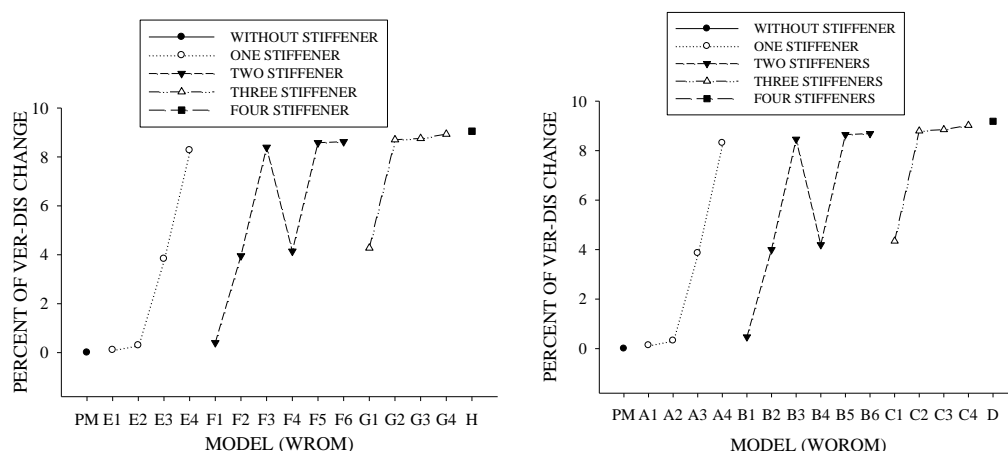 WITHOUT STIFFENER
ONE STIFFENER
TWO STIFFENER
THREE STIFFENER
FOUR STIFFENER
PERCENT OF VER-DIS CHANGE
10
8
6
4
2
0
PM E1 E2 E3 E4 F1 F2 F3 F4 F5 F6 G1 G2 G3 G4 H
MODEL (WROM)
WITHOUT STIFFENER
ONE STIFFENER
TWO STIFFENERS
THREE STIFFENERS
FOUR STIFFENERS
PERCENT OF VER-DIS CHANGE
10
8
6
4
2
0
PM A1 A2 A3 A4 B1 B2 B3 B4 B5 B6 C1 C2 C3 C4 D
MODEL (WOROM)